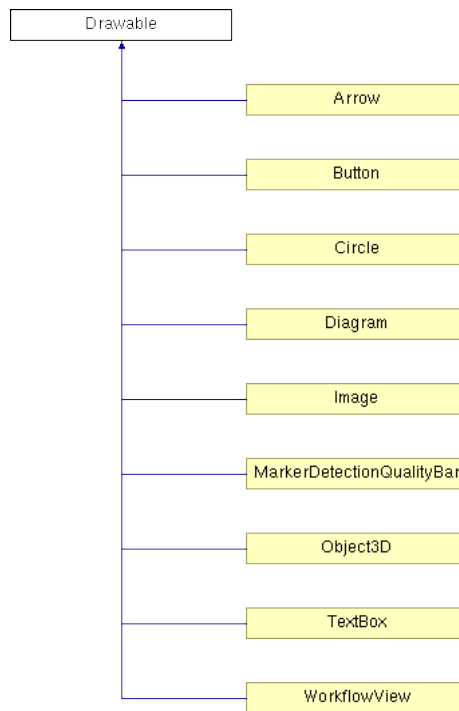 Drawable
Arrow
Button
Circle
Diagram
Image
MarkerDetectionQualityBar
Object3D
TextBox
WorkflowView